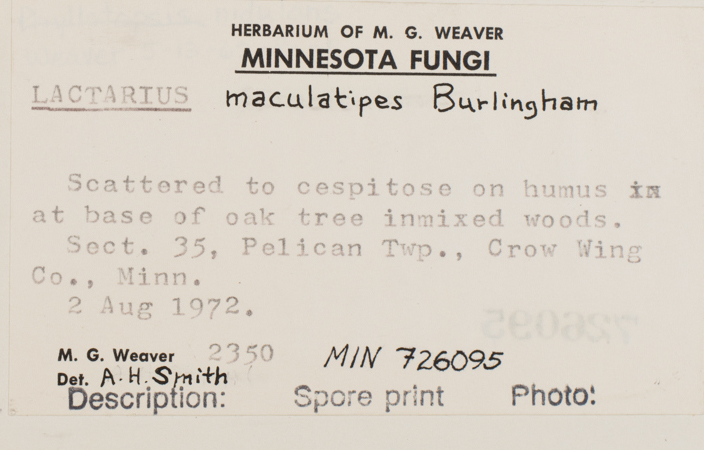 HERBARIUM OF M. G. WEAVER
MINNESOTA FUNGI
LACTARIUS maculatipes Burlingham
Scattered to cespitose on humus in
at base of oak tree inmixed woods.
Sect. 35, Pelican Twp., Crow Wing
Co., Minn.
2 Aug 1972.
726095
M. G. Weaver 2350 MIN 726095
Det. A. H. Smith
Description: Spore print Photo: